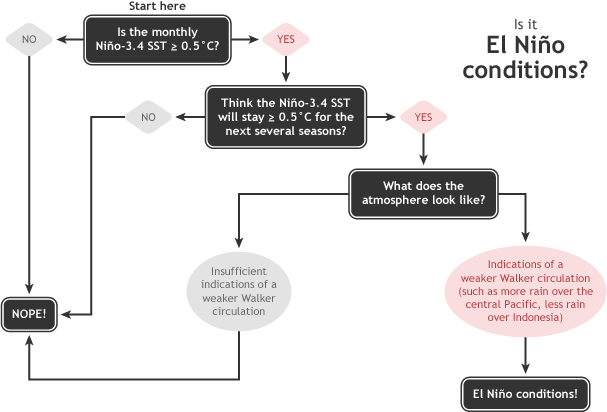 Start here
Is it
El Niño
conditions?
Is the monthly
Niño-3.4 SST ≥ 0.5˚C?
NO
YES
Think the Niño-3.4 SST
will stay ≥ 0.5˚C for the
next several seasons?
NO
YES
What does the
atmosphere look like?
Insufficient
indications of a
weaker Walker
circulation
Indications of a
weaker Walker circulation
(such as more rain over the
central Pacific, less rain
over Indonesia)
NOPE!
El Niño conditions!